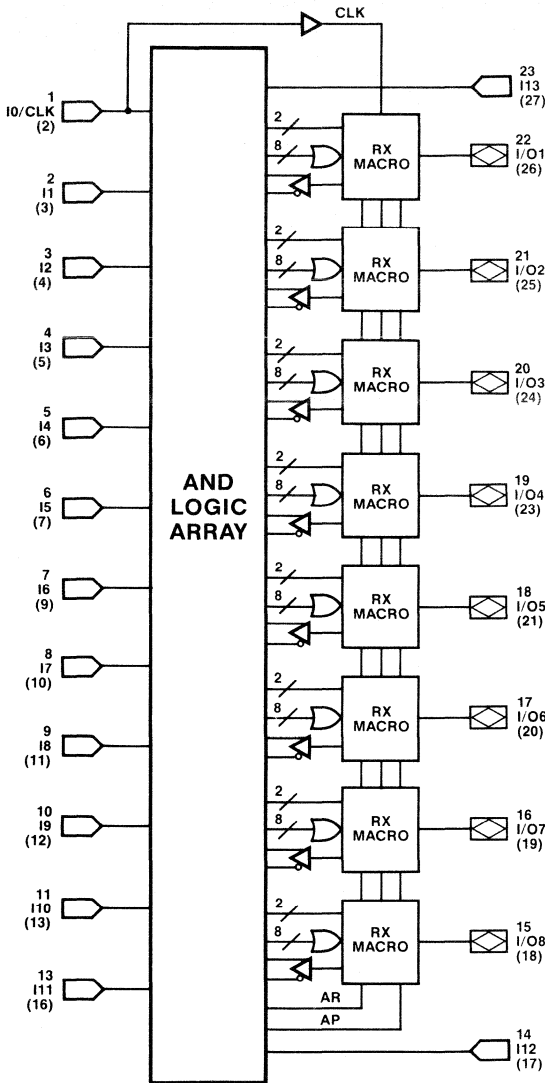 CLK
1
I0/CLK
(2)
2
I1
(3)
3
I2
(4)
4
I3
(5)
5
I4
(6)
6
I5
(7)
7
I6
(9)
8
I7
(10)
9
I8
(11)
10
I9
(12)
11
I10
(13)
13
I11
(16)
AND
LOGIC
ARRAY
2
8
RX
MACRO
2
8
RX
MACRO
2
8
RX
MACRO
2
8
RX
MACRO
2
8
RX
MACRO
2
8
RX
MACRO
2
8
RX
MACRO
2
8
RX
MACRO
AR
AP
23
I13
(27)
22
I/O1
(26)
21
I/O2
(25)
20
I/O3
(24)
19
I/O4
(23)
18
I/O5
(21)
17
I/O6
(20)
16
I/O7
(19)
15
I/O8
(18)
14
I12
(17)